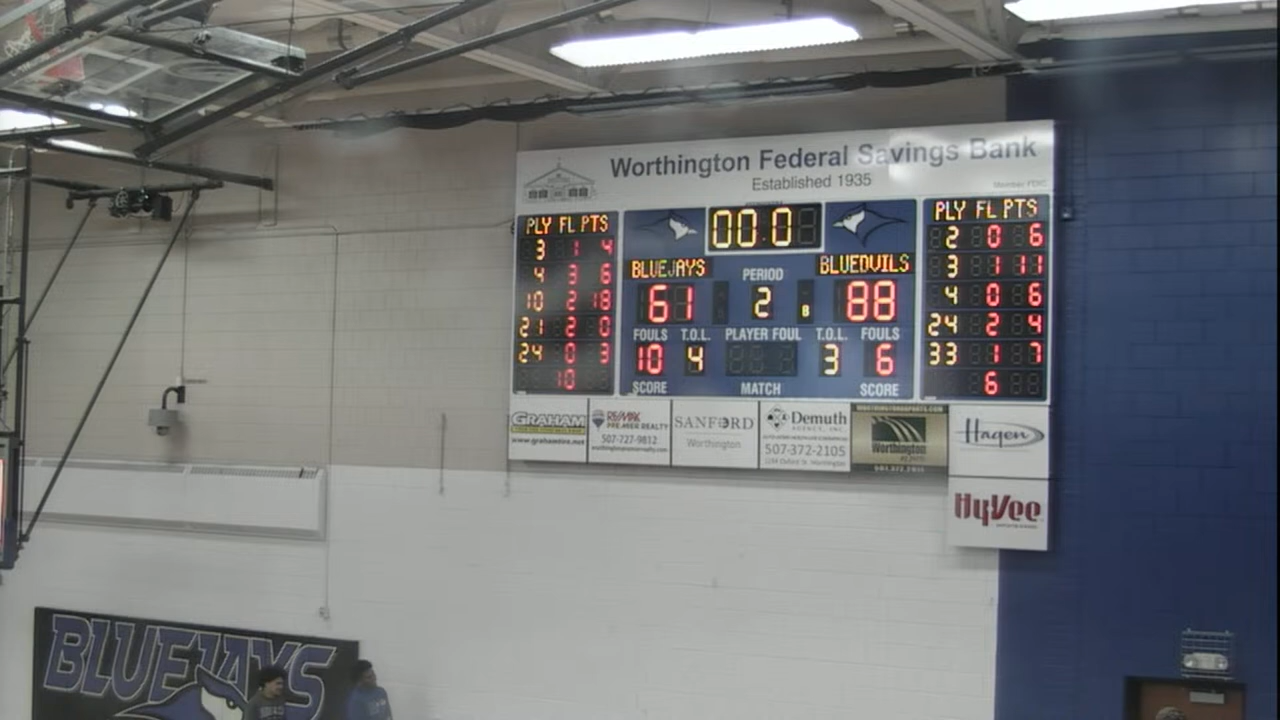 Worthington Federal Savings Bank
Established 1935
Member FDIC
PLY FL PTS
3 1 4
4 3 6
10 2 18
21 2 0
24 0 3
10
00.0
BLUEJAYS PERIOD BLUEDVILS
61 2 88
FOULS T.O.L. PLAYER FOUL T.O.L. FOULS
10 4 3 6
SCORE MATCH SCORE
PLY FL PTS
2 0 6
3 1 11
4 0 6
24 2 4
33 1 7
6
GRAHAM
www.grahamtire.net
RE/MAX
PREMIER REALTY
507-727-9812
SANFORD
Worthington
Demuth
AGENCY, INC.
507-372-2105
Worthington
Hagen
HyVee
BLUEJAYS